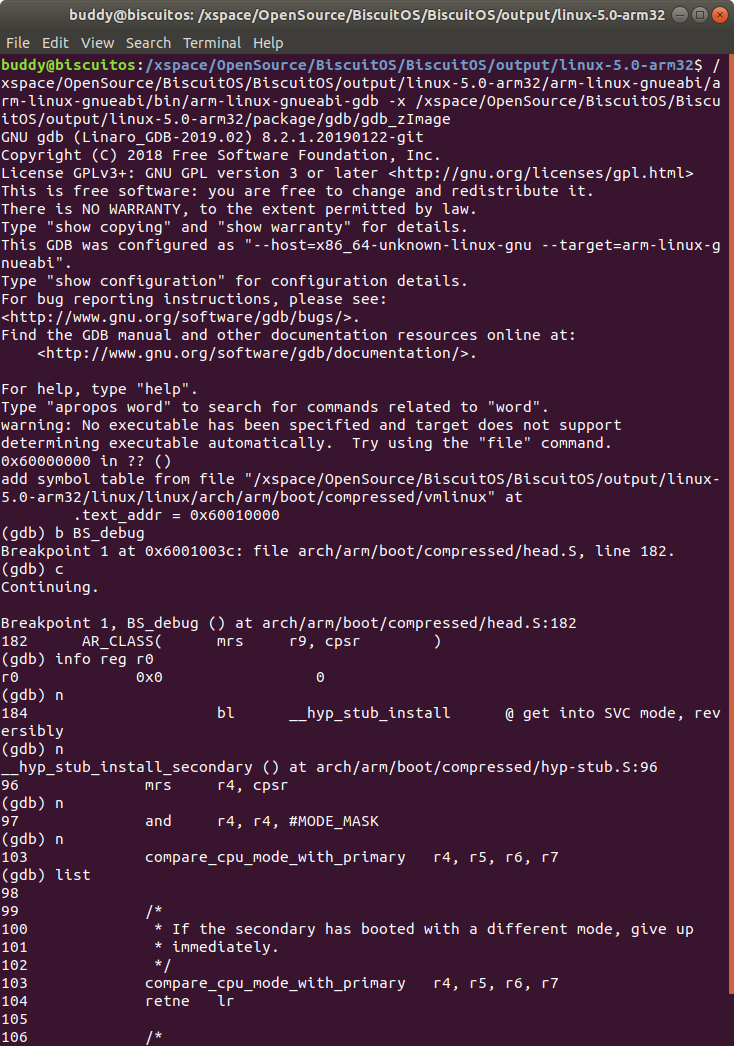 buddy@biscuitos: /xspace/OpenSource/BiscuitOS/BiscuitOS/output/linux-5.0-arm32
File Edit View Search Terminal Help
buddy@biscuitos:/xspace/OpenSource/BiscuitOS/BiscuitOS/output/linux-5.0-arm32$ /
xspace/OpenSource/BiscuitOS/BiscuitOS/output/linux-5.0-arm32/arm-linux-gnueabi/a
rm-linux-gnueabi/bin/arm-linux-gnueabi-gdb -x /xspace/OpenSource/BiscuitOS/Biscu
itOS/output/linux-5.0-arm32/package/gdb/gdb_zImage
GNU gdb (Linaro_GDB-2019.02) 8.2.1.20190122-git
Copyright (C) 2018 Free Software Foundation, Inc.
License GPLv3+: GNU GPL version 3 or later <http://gnu.org/licenses/gpl.html>
This is free software: you are free to change and redistribute it.
There is NO WARRANTY, to the extent permitted by law.
Type "show copying" and "show warranty" for details.
This GDB was configured as "--host=x86_64-unknown-linux-gnu --target=arm-linux-g
nueabi".
Type "show configuration" for configuration details.
For bug reporting instructions, please see:
<http://www.gnu.org/software/gdb/bugs/>.
Find the GDB manual and other documentation resources online at:
    <http://www.gnu.org/software/gdb/documentation/>.

For help, type "help".
Type "apropos word" to search for commands related to "word".
warning: No executable has been specified and target does not support
determining executable automatically.  Try using the "file" command.
0x60000000 in ?? ()
add symbol table from file "/xspace/OpenSource/BiscuitOS/BiscuitOS/output/linux-
5.0-arm32/linux/linux/arch/arm/boot/compressed/vmlinux" at
        .text_addr = 0x60010000
(gdb) b BS_debug
Breakpoint 1 at 0x6001003c: file arch/arm/boot/compressed/head.S, line 182.
(gdb) c
Continuing.

Breakpoint 1, BS_debug () at arch/arm/boot/compressed/head.S:182
182      AR_CLASS(      mrs     r9, cpsr        )
(gdb) info reg r0
r0             0x0                 0
(gdb) n
184                     bl      __hyp_stub_install      @ get into SVC mode, rev
ersibly
(gdb) n
__hyp_stub_install_secondary () at arch/arm/boot/compressed/hyp-stub.S:96
96              mrs     r4, cpsr
(gdb) n
97              and     r4, r4, #MODE_MASK
(gdb) n
103             compare_cpu_mode_with_primary   r4, r5, r6, r7
(gdb) list
98
99              /*
100              * If the secondary has booted with a different mode, give up
101              * immediately.
102              */
103             compare_cpu_mode_with_primary   r4, r5, r6, r7
104             retne   lr
105
106             /*